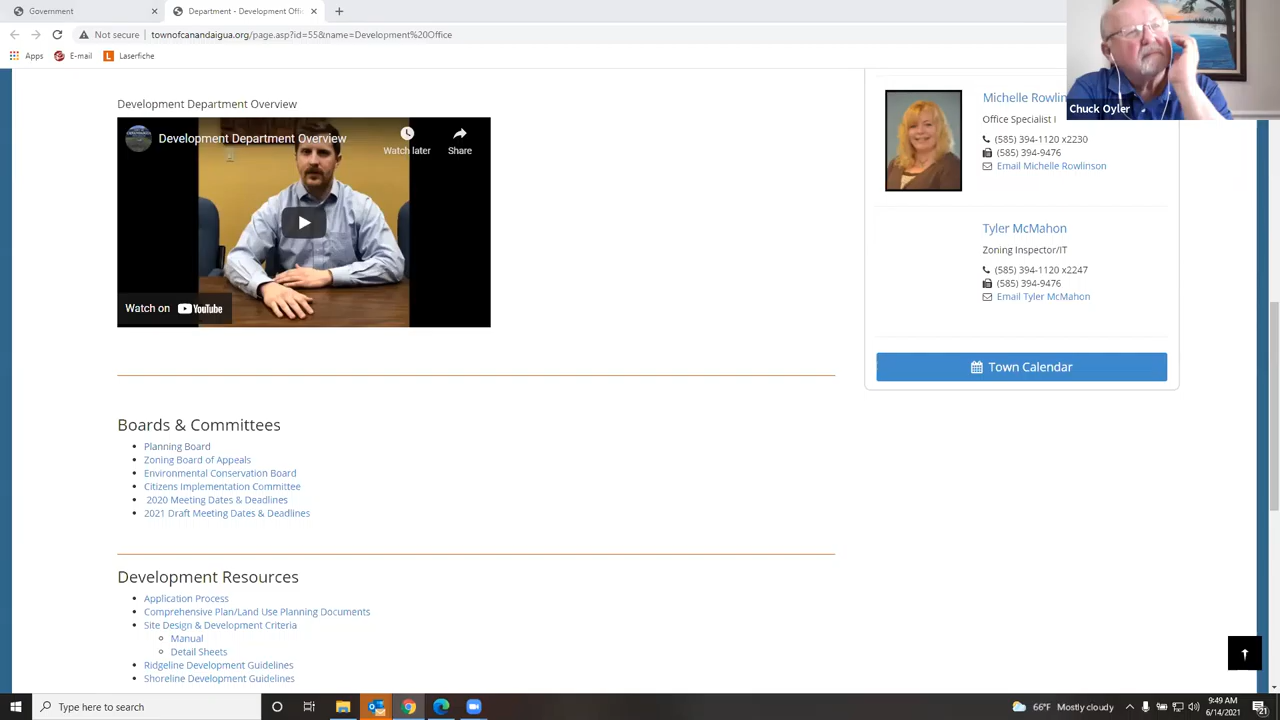 Government
Department - Development Offi
Not secure
townofcanandaigua.org/page.asp?id=55&name=Development%20Office
Apps
E-mail
Laserfiche
Chuck Oyler
Development Department Overview
Development Department Overview
Watch later
Share
Watch on YouTube
Michelle Rowlin
Office Specialist I
(585) 394-1120 x2230
(585) 394-9476
Email Michelle Rowlinson
Tyler McMahon
Zoning Inspector/IT
(585) 394-1120 x2247
(585) 394-9476
Email Tyler McMahon
Town Calendar
Boards & Committees
Planning Board
Zoning Board of Appeals
Environmental Conservation Board
Citizens Implementation Committee
2020 Meeting Dates & Deadlines
2021 Draft Meeting Dates & Deadlines
Development Resources
Application Process
Comprehensive Plan/Land Use Planning Documents
Site Design & Development Criteria
Manual
Detail Sheets
Ridgeline Development Guidelines
Shoreline Development Guidelines
Type here to search
66°F Mostly cloudy
9:49 AM
6/14/2021
21